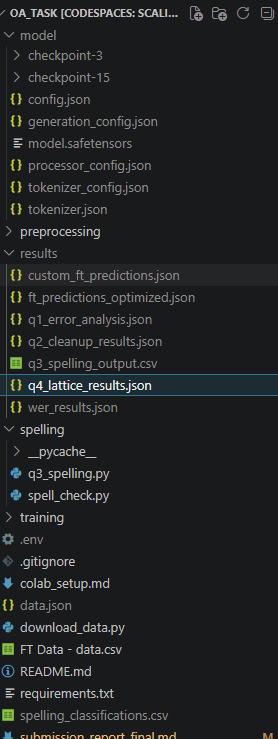 OA_TASK [CODESPACES: SCALI...
model
checkpoint-3
checkpoint-15
config.json
generation_config.json
model.safetensors
processor_config.json
tokenizer_config.json
tokenizer.json
preprocessing
results
custom_ft_predictions.json
ft_predictions_optimized.json
q1_error_analysis.json
q2_cleanup_results.json
q3_spelling_output.csv
q4_lattice_results.json
wer_results.json
spelling
__pycache__
q3_spelling.py
spell_check.py
training
.env
.gitignore
colab_setup.md
data.json
download_data.py
FT Data - data.csv
README.md
requirements.txt
spelling_classifications.csv
submission_report_final.md M